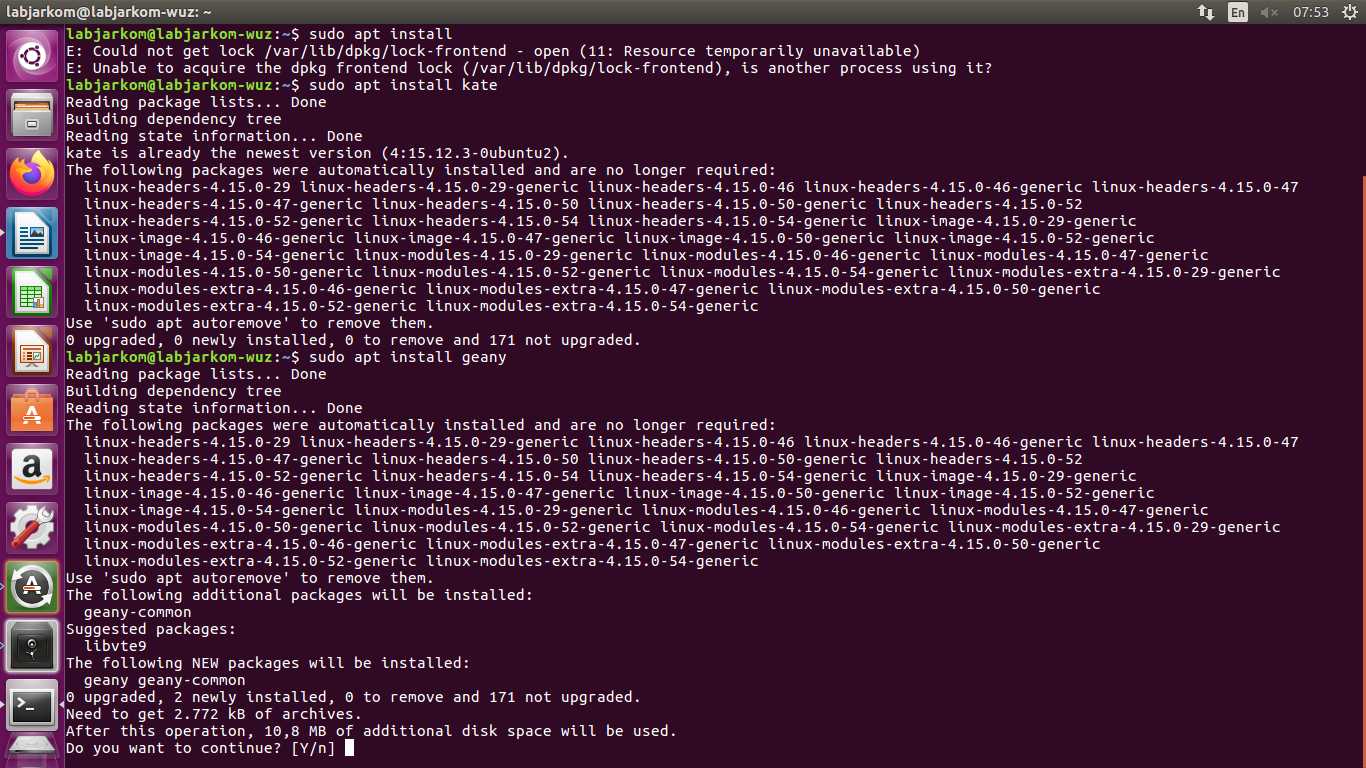 labjarkom@labjarkom-wuz: ~
En
07:53
labjarkom@labjarkom-wuz:~$ sudo apt install
E: Could not get lock /var/lib/dpkg/lock-frontend - open (11: Resource temporarily unavailable)
E: Unable to acquire the dpkg frontend lock (/var/lib/dpkg/lock-frontend), is another process using it?
labjarkom@labjarkom-wuz:~$ sudo apt install kate
Reading package lists... Done
Building dependency tree
Reading state information... Done
kate is already the newest version (4:15.12.3-0ubuntu2).
The following packages were automatically installed and are no longer required:
linux-headers-4.15.0-29 linux-headers-4.15.0-29-generic linux-headers-4.15.0-46 linux-headers-4.15.0-46-generic linux-headers-4.15.0-47
linux-headers-4.15.0-47-generic linux-headers-4.15.0-50 linux-headers-4.15.0-50-generic linux-headers-4.15.0-52
linux-headers-4.15.0-52-generic linux-headers-4.15.0-54 linux-headers-4.15.0-54-generic linux-image-4.15.0-29-generic
linux-image-4.15.0-46-generic linux-image-4.15.0-47-generic linux-image-4.15.0-50-generic linux-image-4.15.0-52-generic
linux-image-4.15.0-54-generic linux-modules-4.15.0-29-generic linux-modules-4.15.0-46-generic linux-modules-4.15.0-47-generic
linux-modules-4.15.0-50-generic linux-modules-4.15.0-52-generic linux-modules-4.15.0-54-generic linux-modules-extra-4.15.0-29-generic
linux-modules-extra-4.15.0-46-generic linux-modules-extra-4.15.0-47-generic linux-modules-extra-4.15.0-50-generic
linux-modules-extra-4.15.0-52-generic linux-modules-extra-4.15.0-54-generic
Use 'sudo apt autoremove' to remove them.
0 upgraded, 0 newly installed, 0 to remove and 171 not upgraded.
labjarkom@labjarkom-wuz:~$ sudo apt install geany
Reading package lists... Done
Building dependency tree
Reading state information... Done
The following packages were automatically installed and are no longer required:
linux-headers-4.15.0-29 linux-headers-4.15.0-29-generic linux-headers-4.15.0-46 linux-headers-4.15.0-46-generic linux-headers-4.15.0-47
linux-headers-4.15.0-47-generic linux-headers-4.15.0-50 linux-headers-4.15.0-50-generic linux-headers-4.15.0-52
linux-headers-4.15.0-52-generic linux-headers-4.15.0-54 linux-headers-4.15.0-54-generic linux-image-4.15.0-29-generic
linux-image-4.15.0-46-generic linux-image-4.15.0-47-generic linux-image-4.15.0-50-generic linux-image-4.15.0-52-generic
linux-image-4.15.0-54-generic linux-modules-4.15.0-29-generic linux-modules-4.15.0-46-generic linux-modules-4.15.0-47-generic
linux-modules-4.15.0-50-generic linux-modules-4.15.0-52-generic linux-modules-4.15.0-54-generic linux-modules-extra-4.15.0-29-generic
linux-modules-extra-4.15.0-46-generic linux-modules-extra-4.15.0-47-generic linux-modules-extra-4.15.0-50-generic
linux-modules-extra-4.15.0-52-generic linux-modules-extra-4.15.0-54-generic
Use 'sudo apt autoremove' to remove them.
The following additional packages will be installed:
geany-common
Suggested packages:
libvte9
The following NEW packages will be installed:
geany geany-common
0 upgraded, 2 newly installed, 0 to remove and 171 not upgraded.
Need to get 2.772 kB of archives.
After this operation, 10,8 MB of additional disk space will be used.
Do you want to continue? [Y/n]